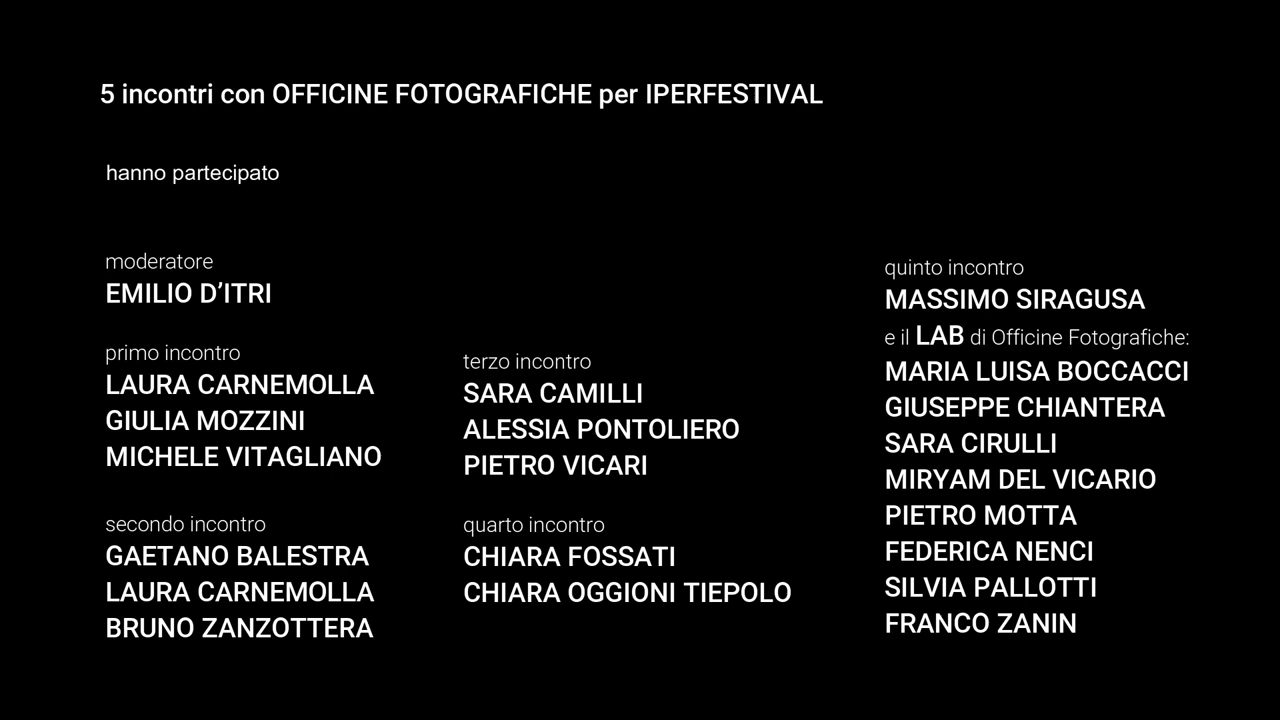 5 incontri con OFFICINE FOTOGRAFICHE per IPERFESTIVAL
hanno partecipato
moderatore
EMILIO D’ITRI
primo incontro
LAURA CARNEMOLLA
GIULIA MOZZINI
MICHELE VITAGLIANO
secondo incontro
GAETANO BALESTRA
LAURA CARNEMOLLA
BRUNO ZANZOTTERA
terzo incontro
SARA CAMILLI
ALESSIA PONTOLIERO
PIETRO VICARI
quarto incontro
CHIARA FOSSATI
CHIARA OGGIONI TIEPOLO
quinto incontro
MASSIMO SIRAGUSA
e il LAB di Officine Fotografiche:
MARIA LUISA BOCCACCI
GIUSEPPE CHIANTERA
SARA CIRULLI
MIRYAM DEL VICARIO
PIETRO MOTTA
FEDERICA NENCI
SILVIA PALLOTTI
FRANCO ZANIN